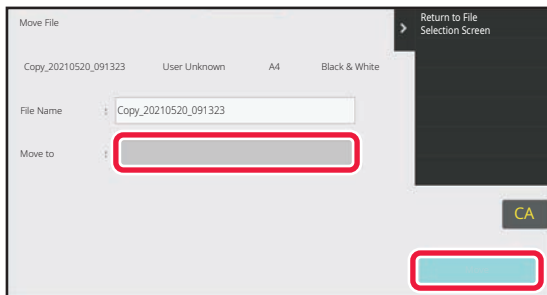 Move File
Return to File
Selection Screen
Copy_20210520_091323 User Unknown A4 Black & White
File Name : Copy_20210520_091323
Move to :
CA